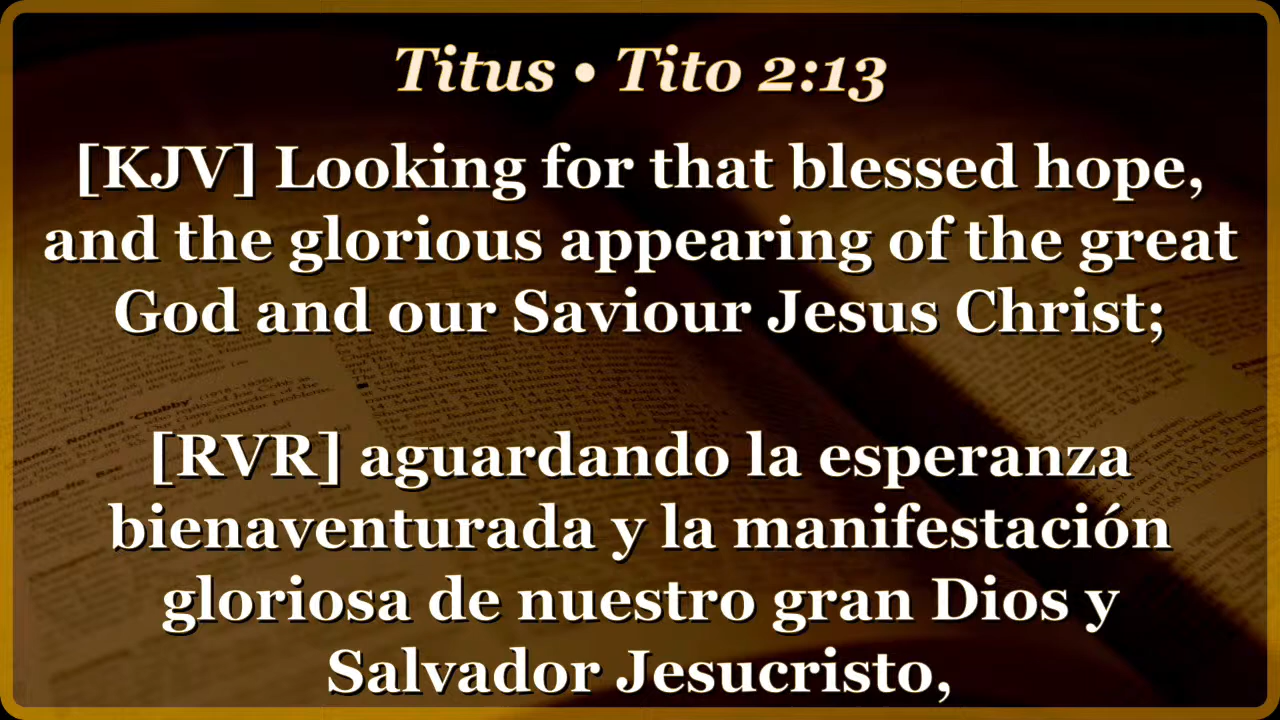 Titus • Tito 2:13
[KJV] Looking for that blessed hope,
and the glorious appearing of the great
God and our Saviour Jesus Christ;
[RVR] aguardando la esperanza
bienaventurada y la manifestación
gloriosa de nuestro gran Dios y
Salvador Jesucristo,